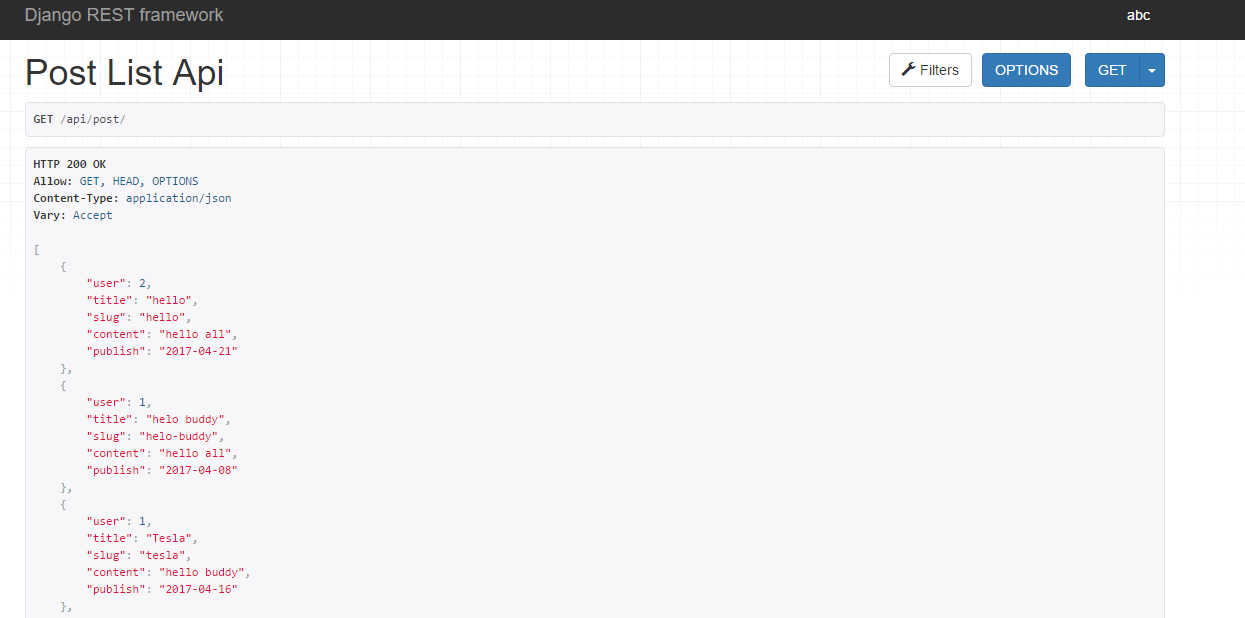 Django REST framework
abc
Post List Api
Filters
OPTIONS
GET
GET /api/post/
HTTP 200 OK
Allow: GET, HEAD, OPTIONS
Content-Type: application/json
Vary: Accept
[
    {
        "user": 2,
        "title": "hello",
        "slug": "hello",
        "content": "hello all",
        "publish": "2017-04-21"
    },
    {
        "user": 1,
        "title": "helo buddy",
        "slug": "helo-buddy",
        "content": "hello all",
        "publish": "2017-04-08"
    },
    {
        "user": 1,
        "title": "Tesla",
        "slug": "tesla",
        "content": "hello buddy",
        "publish": "2017-04-16"
    },